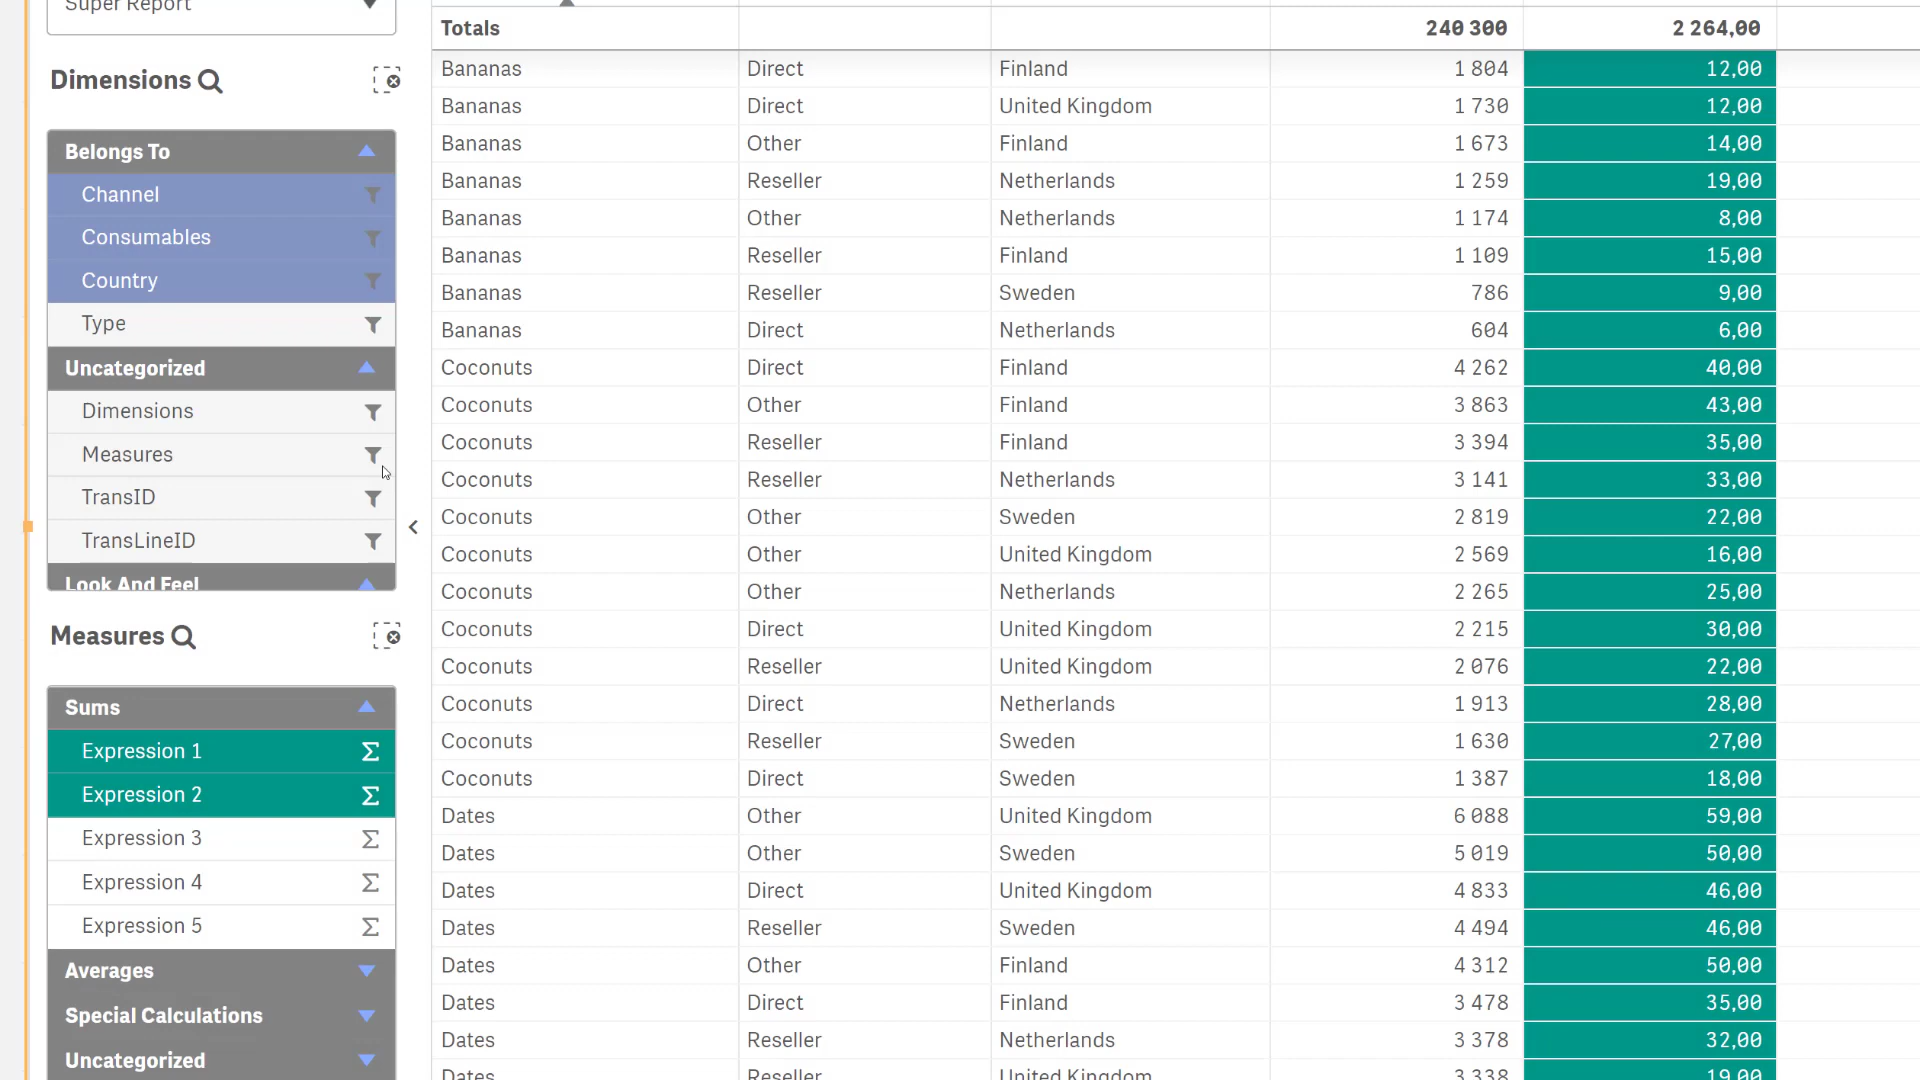 Super Report
Dimensions
Belongs To
Channel
Consumables
Country
Type
Uncategorized
Dimensions
Measures
TransID
TransLineID
Look And Feel
Measures
Sums
Expression 1
Expression 2
Expression 3
Expression 4
Expression 5
Averages
Special Calculations
Uncategorized
Totals 240 300 2 264,00
Bananas Direct Finland 1 804 12,00
Bananas Direct United Kingdom 1 730 12,00
Bananas Other Finland 1 673 14,00
Bananas Reseller Netherlands 1 259 19,00
Bananas Other Netherlands 1 174 8,00
Bananas Reseller Finland 1 109 15,00
Bananas Reseller Sweden 786 9,00
Bananas Direct Netherlands 604 6,00
Coconuts Direct Finland 4 262 40,00
Coconuts Other Finland 3 863 43,00
Coconuts Reseller Finland 3 394 35,00
Coconuts Reseller Netherlands 3 141 33,00
Coconuts Other Sweden 2 819 22,00
Coconuts Other United Kingdom 2 569 16,00
Coconuts Other Netherlands 2 265 25,00
Coconuts Direct United Kingdom 2 215 30,00
Coconuts Reseller United Kingdom 2 076 22,00
Coconuts Direct Netherlands 1 913 28,00
Coconuts Reseller Sweden 1 630 27,00
Coconuts Direct Sweden 1 387 18,00
Dates Other United Kingdom 6 088 59,00
Dates Other Sweden 5 019 50,00
Dates Direct United Kingdom 4 833 46,00
Dates Reseller Sweden 4 494 46,00
Dates Other Finland 4 312 50,00
Dates Direct Finland 3 478 35,00
Dates Reseller Netherlands 3 378 32,00
Dates Reseller United Kingdom 3 338 19,00